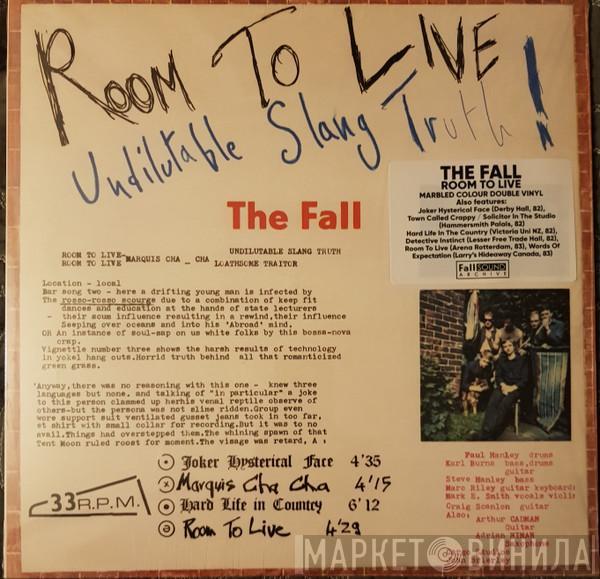 ROOM TO LIVE
Undilutable Slang Truth!
THE FALL
ROOM TO LIVE
MARBLED COLOUR DOUBLE VINYL
Also features:
Joker Hysterical Face (Derby Hall, 82),
Town Called Crappy / Solicitor In The Studio
(Hammersmith Palais, 82)
Hard Life In The Cuuntry (Victoria Uni NZ, 82),
Detective Instinct (Lesser Free Trade Hall, 82),
Room To Live (Arena Rotterdam, 83), Words Of
Expectation (Larry's Hideaway Canada, 83)
Fall SOUND
ARCHIVE
The Fall
UNDILUTABLE SLANG TRUTH
ROOM TO LIVE-MARQUIS CHA _ CHA
ROOM TO LIVE LOATHSOME TRAITOR
Location - local
Bar song two - here a drifting young man is infected by
The rosso-rosso scourge due to a combination of keep fit
dances and education at the hands of state lecturers
- their scum influence resulting in a rewind,their influence
Seeping over oceans and into his 'Abroad' mind.
OR An instance of soul-sap on us white folks by this bossa-nova
crap.
Vignettle number three shows the harsh results of technology
in yokel hang outs.Horrid truth behind all that romanticized
green grass.
'Anyway,there was no reasoning with this one - knew three
languages but none, and talking of "in particular" a joke
to this person clammed up herhis venal reptile observe of
others-but the persona was not slime ridden.Group even
wore support suit ventilated gusset jeans took in too far,
et shirt with small collar for recording.But it was to no
avail.Things had overstepped them.The whining spawn of that
Tent Moon ruled roost for moment.The visage was retard, A :
Joker Hysterical Face 4'35
Marquis Cha Cha 4'15
Hard Life in Country 6'12
Room To Live 4'29
33 R.P.M.
Paul Hanley drums
Karl Burns bass,drums
guitar
Steve Hanley bass
Marc Riley guitar keyboard
Mark E. Smith vocals violin
Craig Scanlon guitar
Also:
Arthur CADMAN
Guitar
Adrian NIMAN
Saxophone
Cargo Studios
John Brierley
МАРКЕТ ВИНИЛА